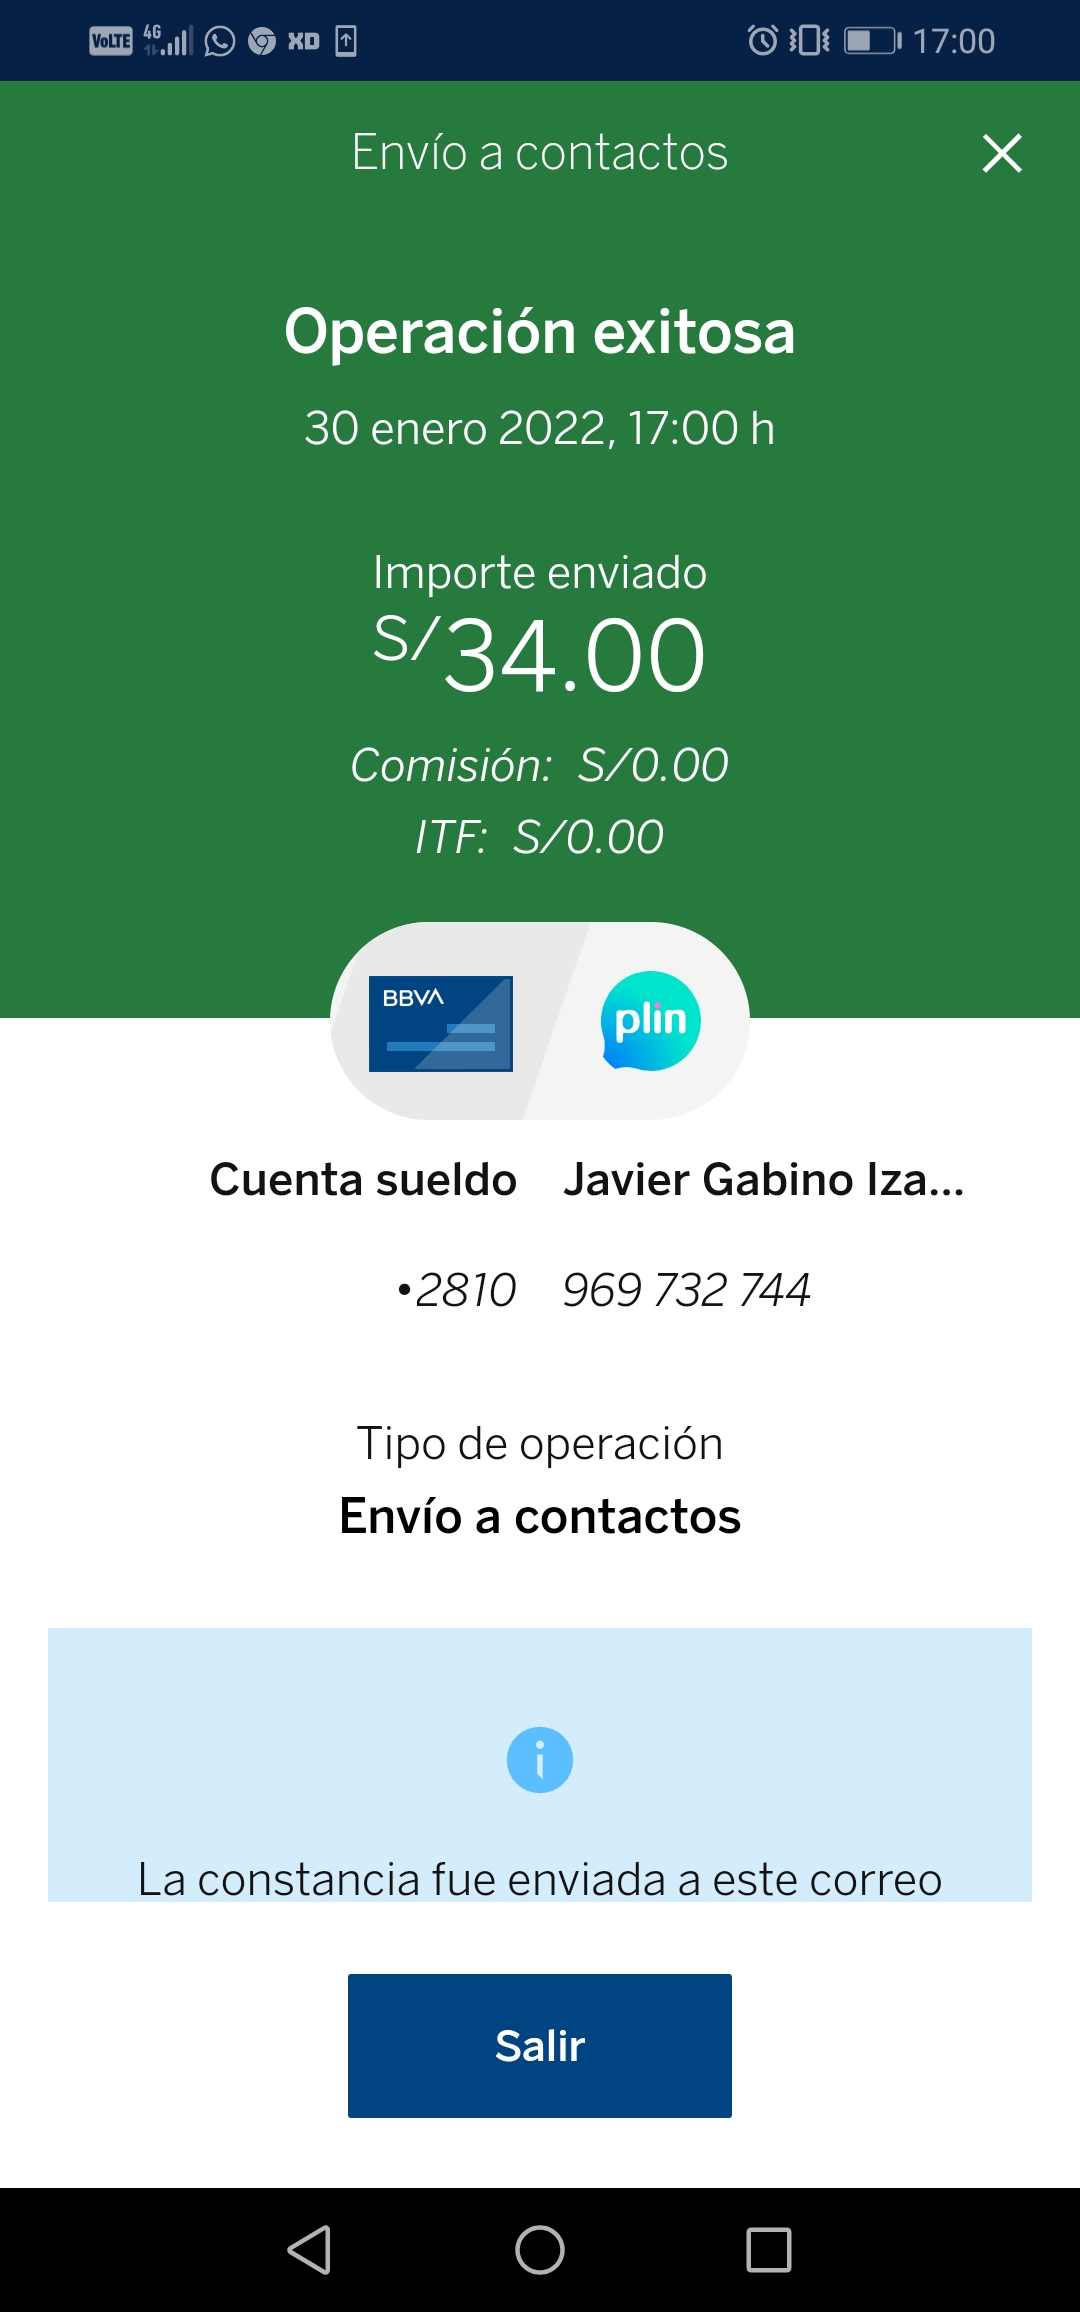 VoLTE 4G XD 17:00
Envío a contactos
Operación exitosa
30 enero 2022, 17:00 h
Importe enviado
S/34.00
Comisión: S/0.00
ITF: S/0.00
BBVA plin
Cuenta sueldo Javier Gabino Iza...
•2810 969 732 744
Tipo de operación
Envío a contactos
La constancia fue enviada a este correo
Salir